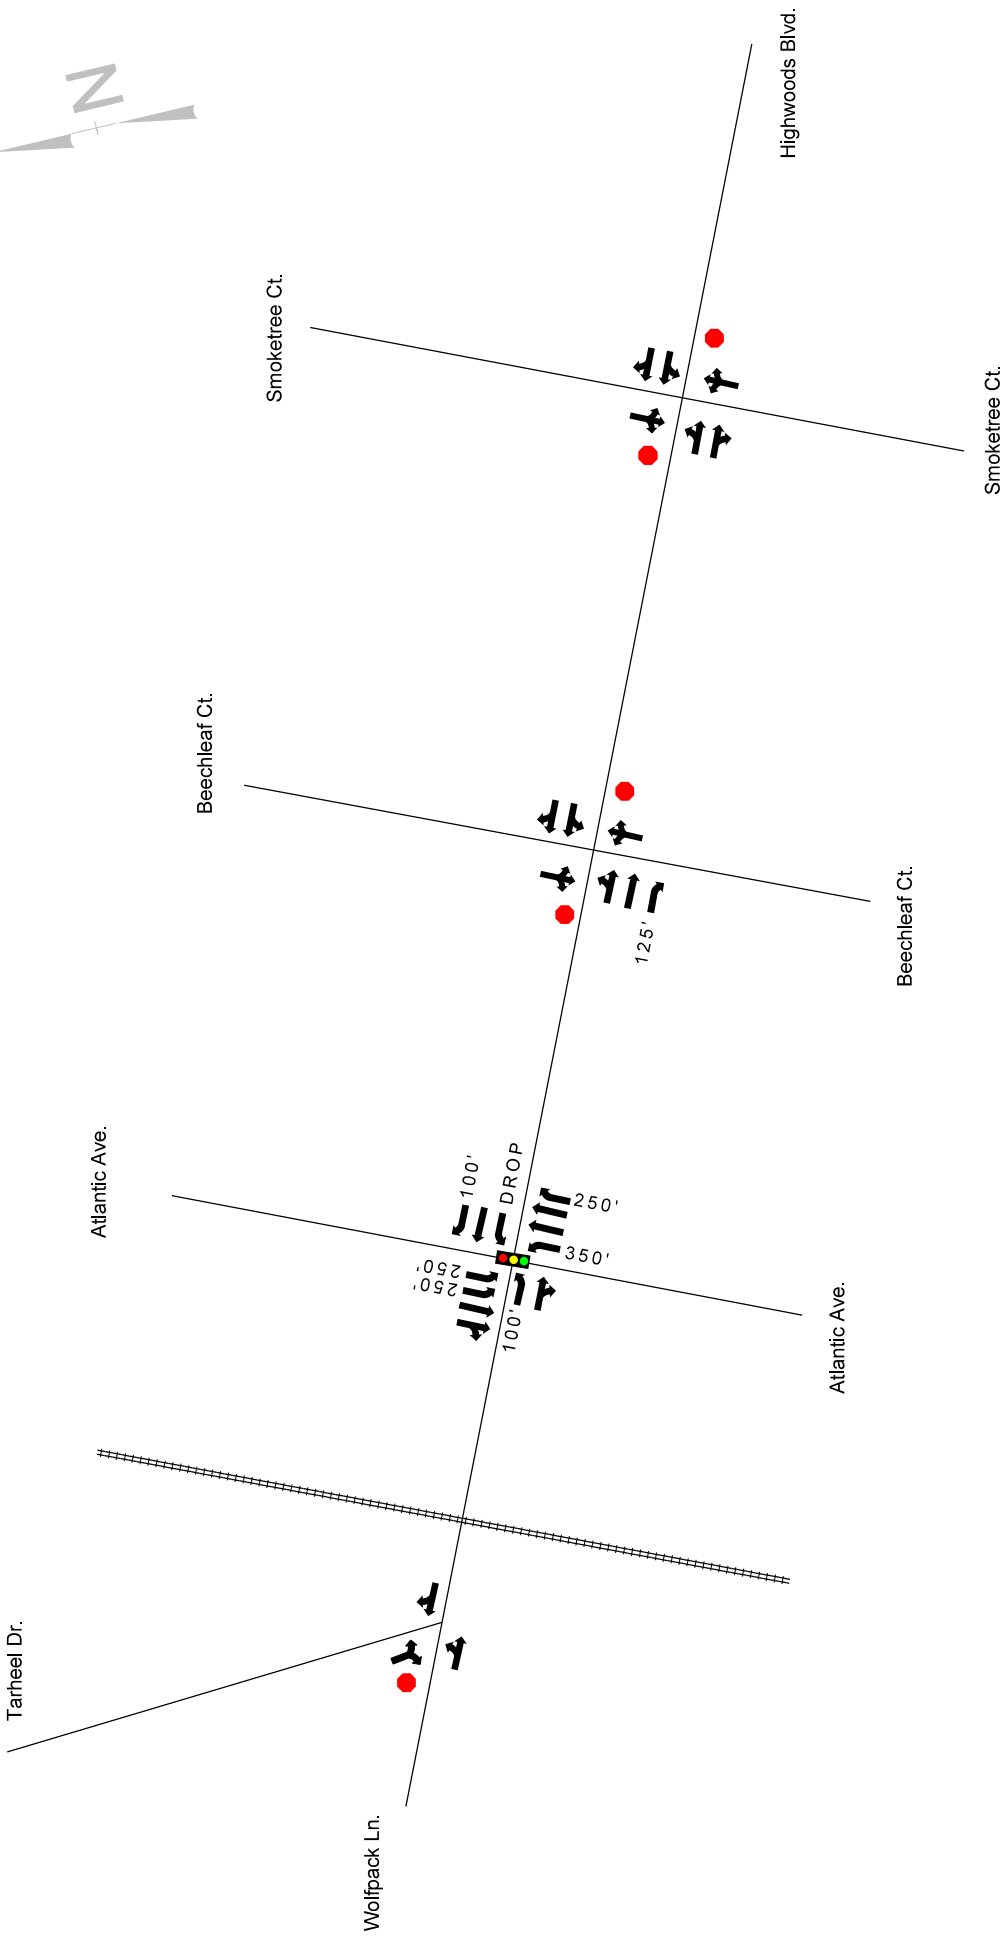 N
Highwoods Blvd.
Smoketree Ct.
Smoketree Ct.
Beechleaf Ct.
Beechleaf Ct.
125'
Atlantic Ave.
100'
DROP
250'
350'
250'
250'
100'
Atlantic Ave.
Tarheel Dr.
Wolfpack Ln.